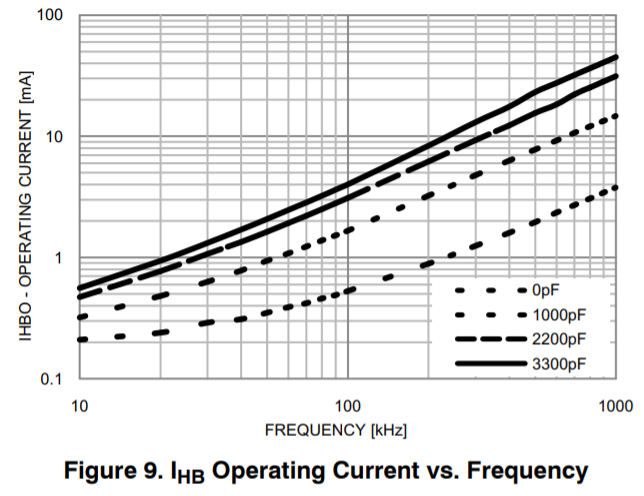 100
10
1
0.1
IHBO - OPERATING CURRENT [mA]
0pF
1000pF
2200pF
3300pF
10 100 1000
FREQUENCY [kHz]
Figure 9. IHB Operating Current vs. Frequency